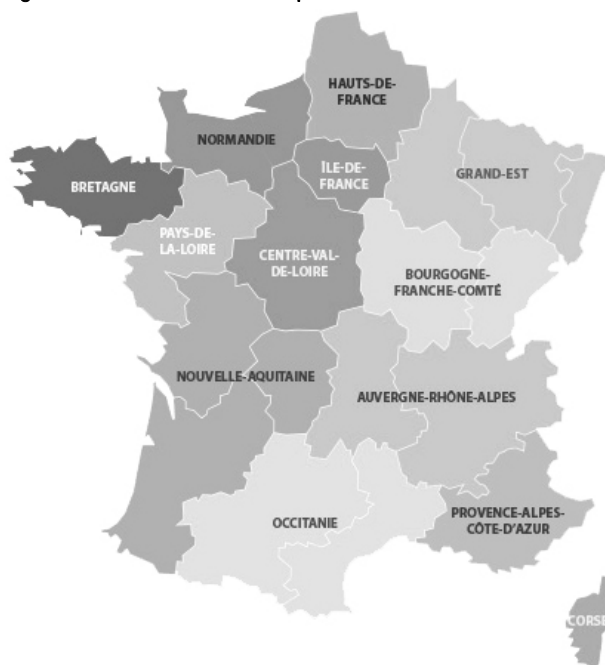 HAUTS-DE-
FRANCE
NORMANDIE
ÎLE-DE-
FRANCE
GRAND-EST
BRETAGNE
PAYS-DE-
LA-LOIRE
CENTRE-VAL-
DE-LOIRE
BOURGOGNE-
FRANCHE-COMTÉ
NOUVELLE-AQUITAINE
AUVERGNE-RHÔNE-ALPES
OCCITANIE
PROVENCE-ALPES-
CÔTE-D'AZUR
CORSE